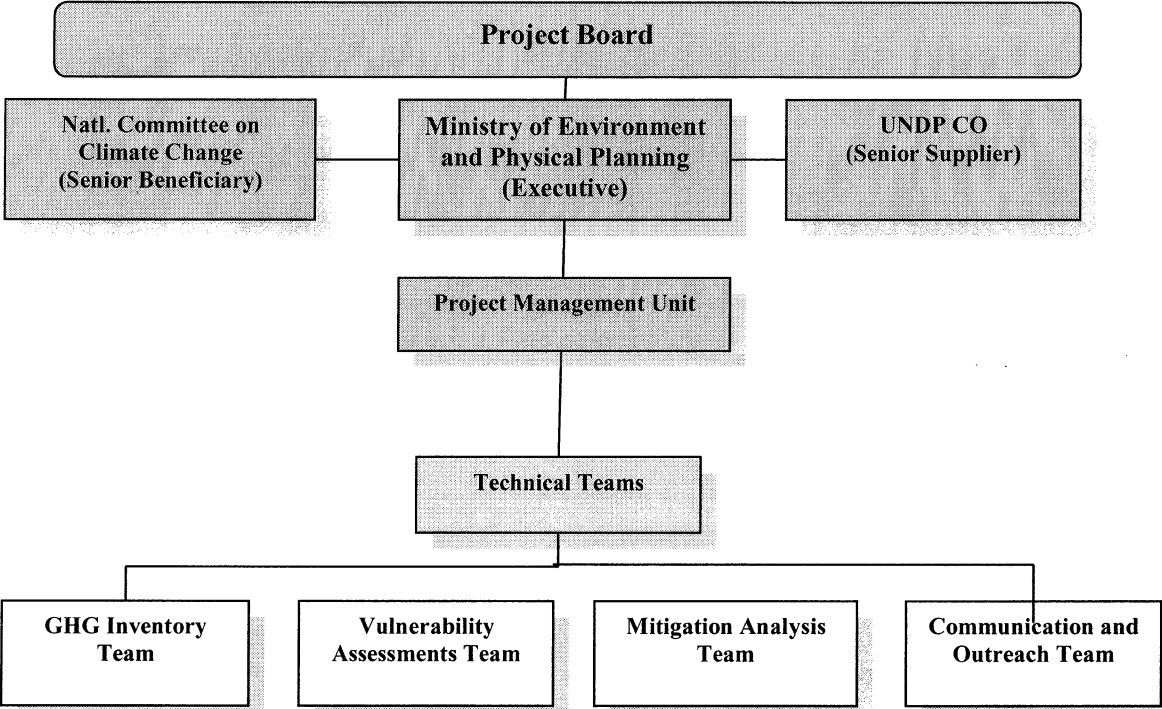 Project Board
Natl. Committee on
Climate Change
(Senior Beneficiary)
Ministry of Environment
and Physical Planning
(Executive)
UNDP CO
(Senior Supplier)
Project Management Unit
Technical Teams
GHG Inventory
Team
Vulnerability
Assessments Team
Mitigation Analysis
Team
Communication and
Outreach Team